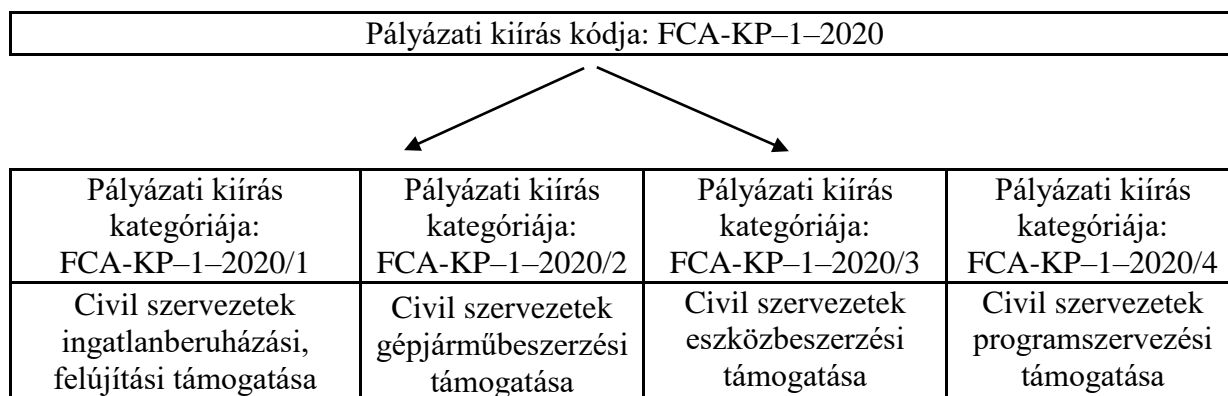 Pályázati kiírás kódja: FCA-KP–1–2020
Pályázati kiírás
kategóriája:
FCA-KP–1–2020/1
Pályázati kiírás
kategóriája:
FCA-KP–1–2020/2
Pályázati kiírás
kategóriája:
FCA-KP–1–2020/3
Pályázati kiírás
kategóriája:
FCA-KP–1–2020/4
Civil szervezetek
ingatlanberuházási,
felújítási támogatása
Civil szervezetek
gépjárműbeszerzési
támogatása
Civil szervezetek
eszközbeszerzési
támogatása
Civil szervezetek
programszervezési
támogatása